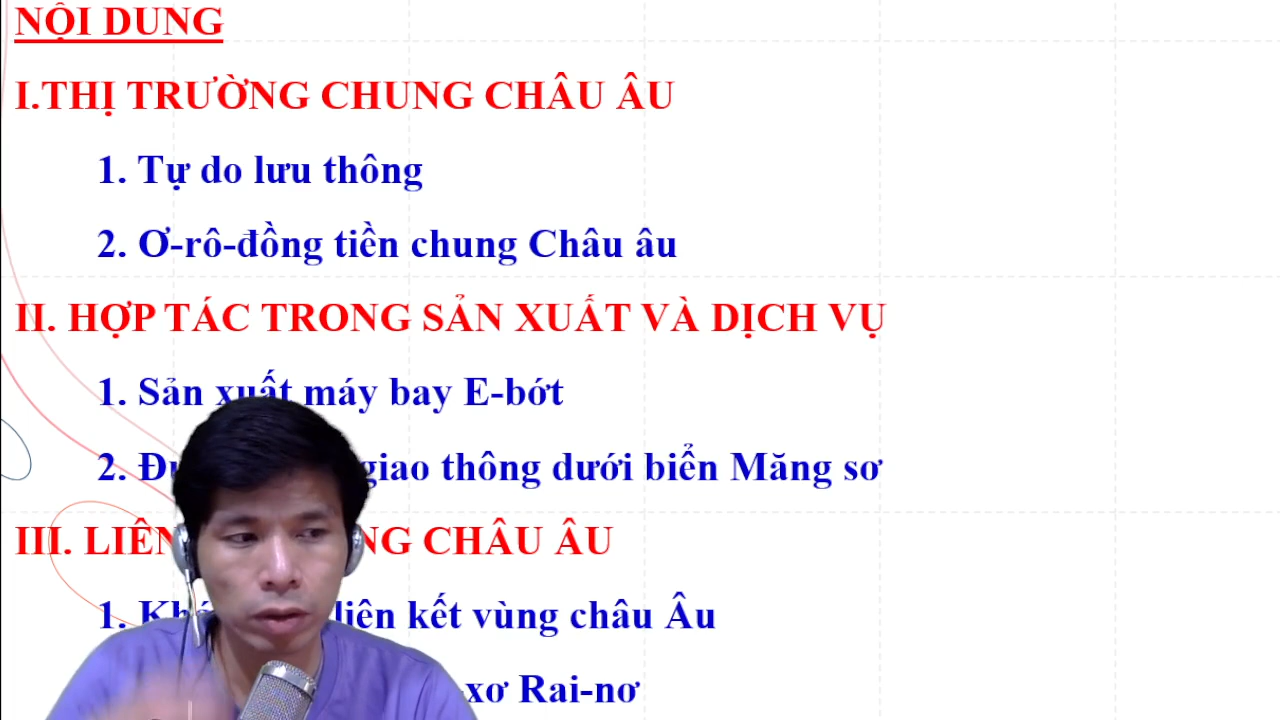 NỘI DUNG
I.THỊ TRƯỜNG CHUNG CHÂU ÂU
1. Tự do lưu thông
2. Ơ-rô-đồng tiền chung Châu âu
II. HỢP TÁC TRONG SẢN XUẤT VÀ DỊCH VỤ
1. Sản xuất máy bay E-bớt
2. giao thông dưới biển Măng sơ
III. LIÊN CHÂU ÂU
1. liên kết vùng châu Âu
xơ Rai-nơ